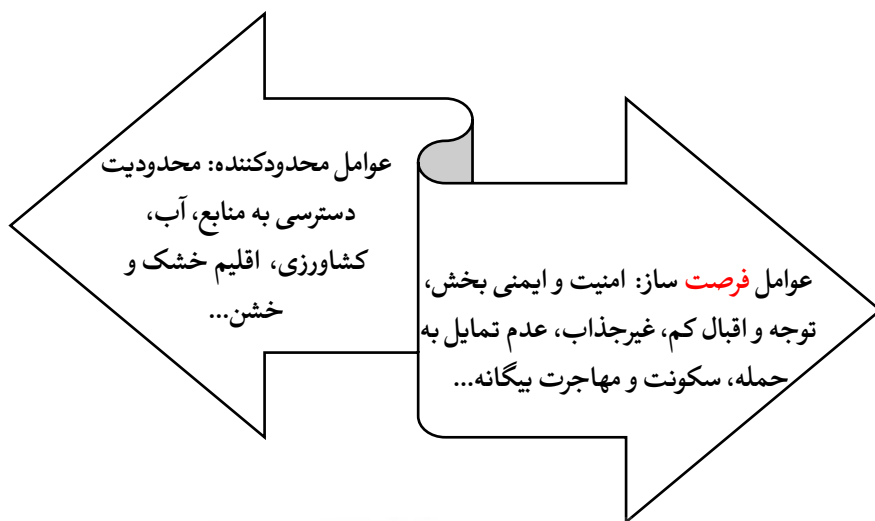 عوامل محدودکننده: محدودیت
دسترسی به منابع، آب،
کشاورزی، اقلیم خشک و
خشن...
عوامل فرصت ساز: امنیت و ایمنی بخش،
توجه و اقبال کم، غیرجذاب، عدم تمایل به
حمله، سکونت و مهاجرت بیگانه...